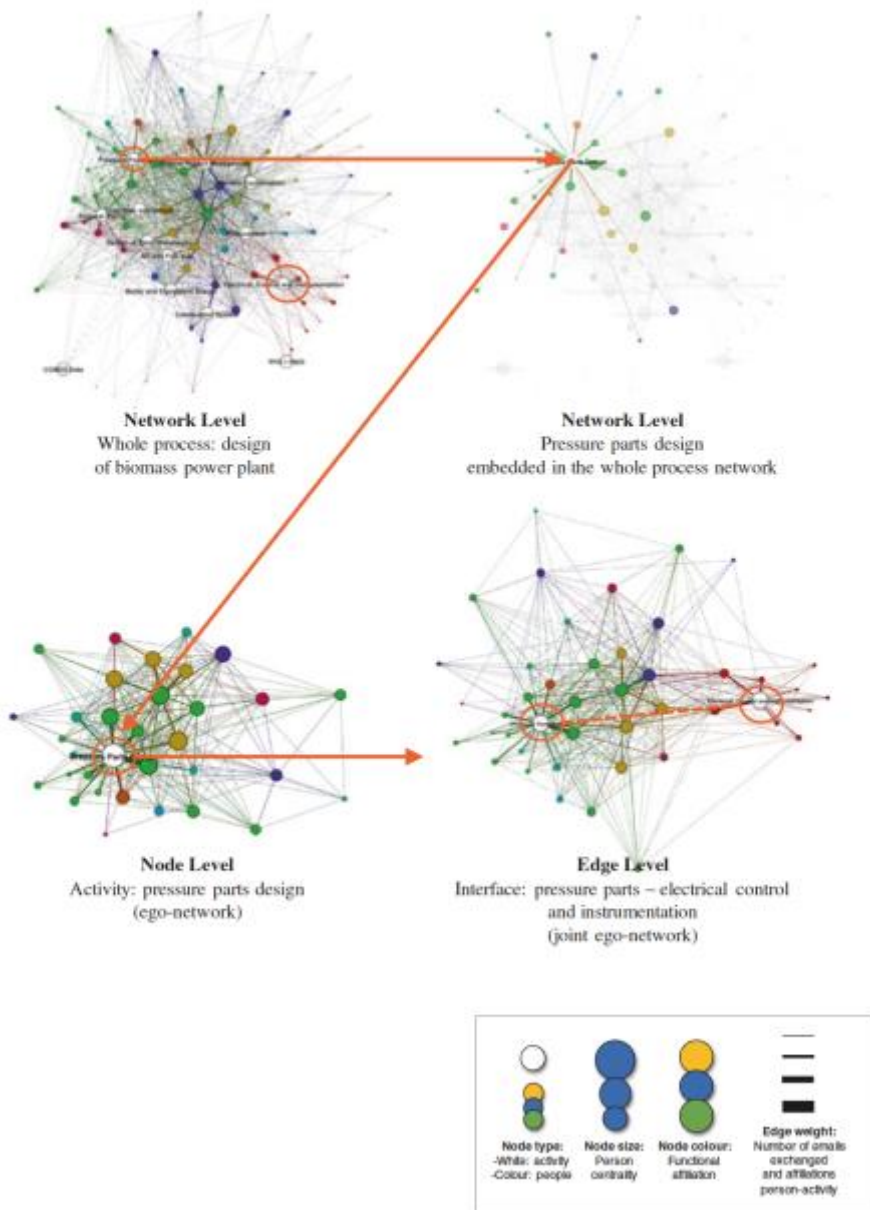 Network Level
Whole process: design
of biomass power plant
Network Level
Pressure parts design
embedded in the whole process network
Node Level
Activity: pressure parts design
(ego-network)
Edge Level
Interface: pressure parts – electrical control
and instrumentation
(joint ego-network)
Node type:
-White: activity
-Colour: people
Node size:
Person
centrality
Node colour:
Functional
affiliation
Edge weight:
Number of emails
exchanged
and affiliations
person-activity